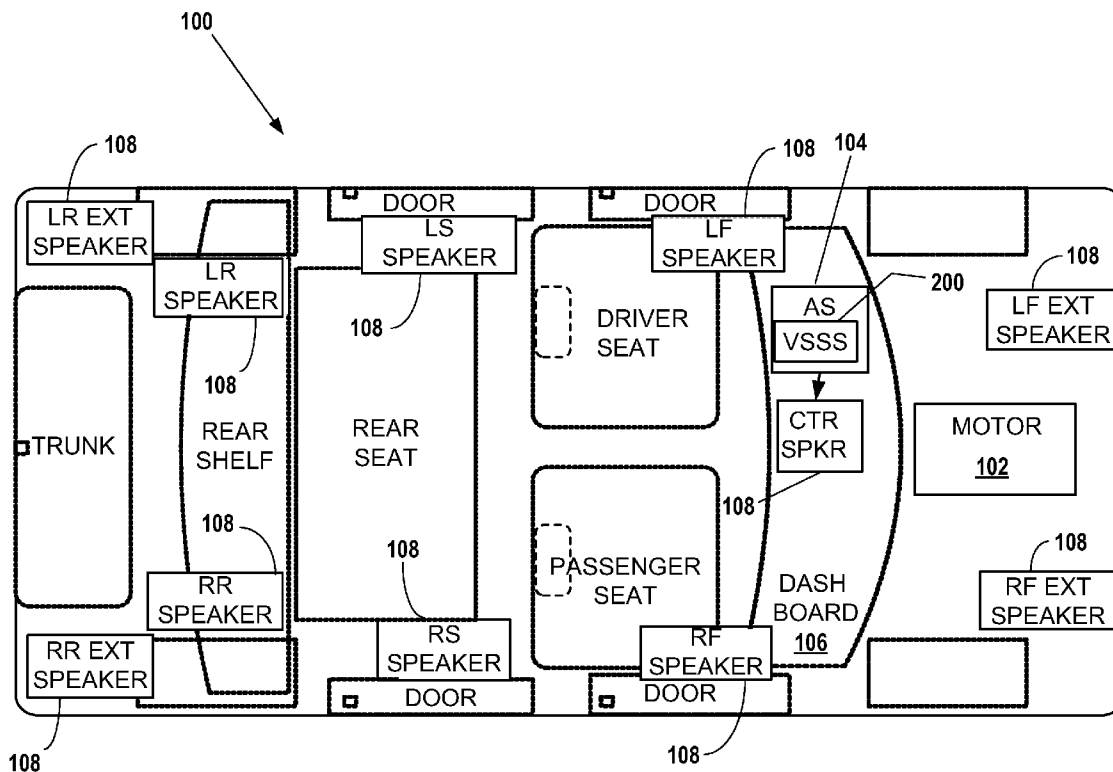 100
108
108
104
DOOR
DOOR
LR EXT
SPEAKER
LS
SPEAKER
LF
SPEAKER
200
108
LR
SPEAKER
108
AS
VSSS
LF EXT
SPEAKER
108
DRIVER
SEAT
TRUNK
REAR
SHELF
REAR
SEAT
CTR
SPKR
MOTOR
102
108
108
108
108
RR
SPEAKER
PASSENGER
SEAT
DASH
BOARD
106
RF EXT
SPEAKER
RR EXT
SPEAKER
RS
SPEAKER
RF
SPEAKER
DOOR
DOOR
108
108